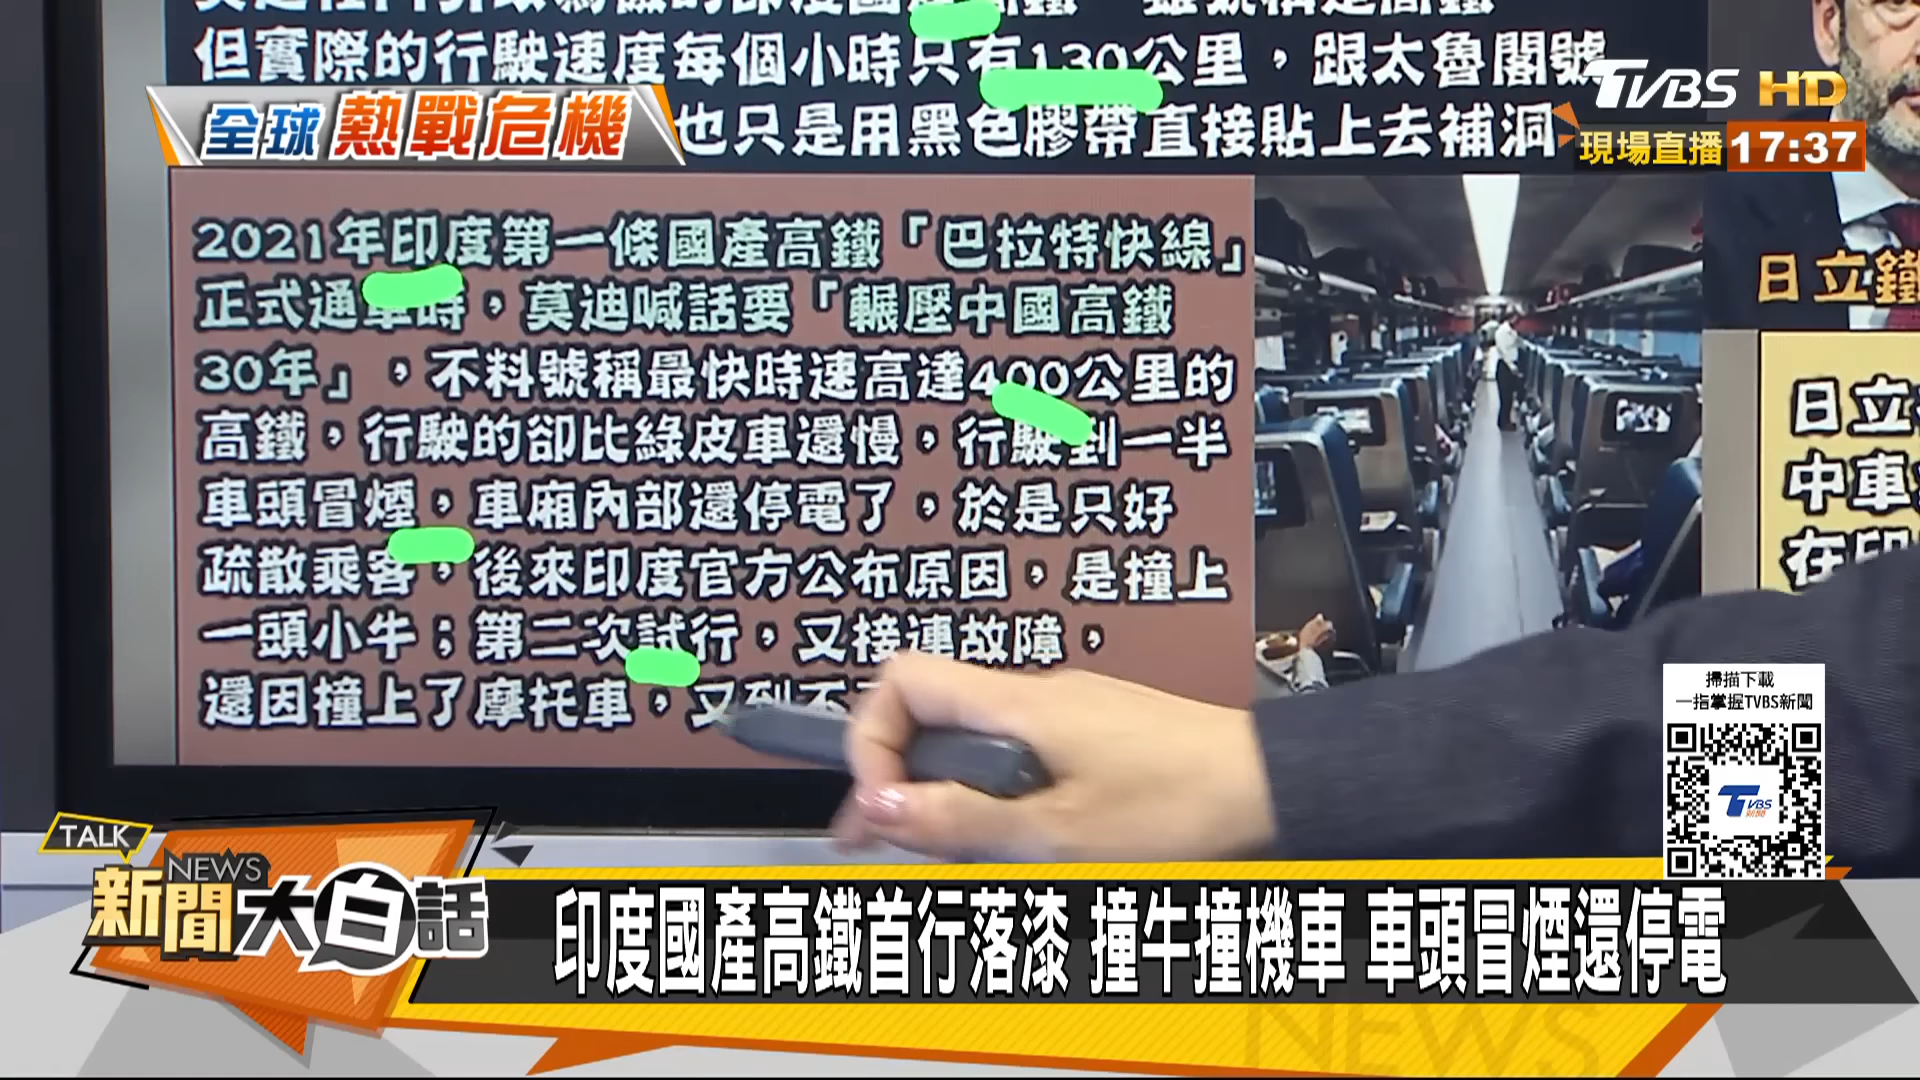 但實際的行駛速度每個小時只有130公里，跟太魯閣號
也只是用黑色膠帶直接貼上去補洞
TVBS HD
現場直播 17:37
全球 熱戰危機
2021年印度第一條國產高鐵「巴拉特快線」
正式通車時，莫迪喊話要「輾壓中國高鐵
30年」，不料號稱最快時速高達400公里的
高鐵，行駛的卻比綠皮車還慢，行駛到一半
車頭冒煙，車廂內部還停電了，於是只好
疏散乘客，後來印度官方公布原因，是撞上
一頭小牛；第二次試行，又接連故障，
還因撞上了摩托車，又到不
日立鐵
日立
中車
在印
掃描下載
一指掌握TVBS新聞
TVBS
新聞
TALK
NEWS
新聞大白話
印度國產高鐵首行落漆 撞牛撞機車 車頭冒煙還停電
NEWS